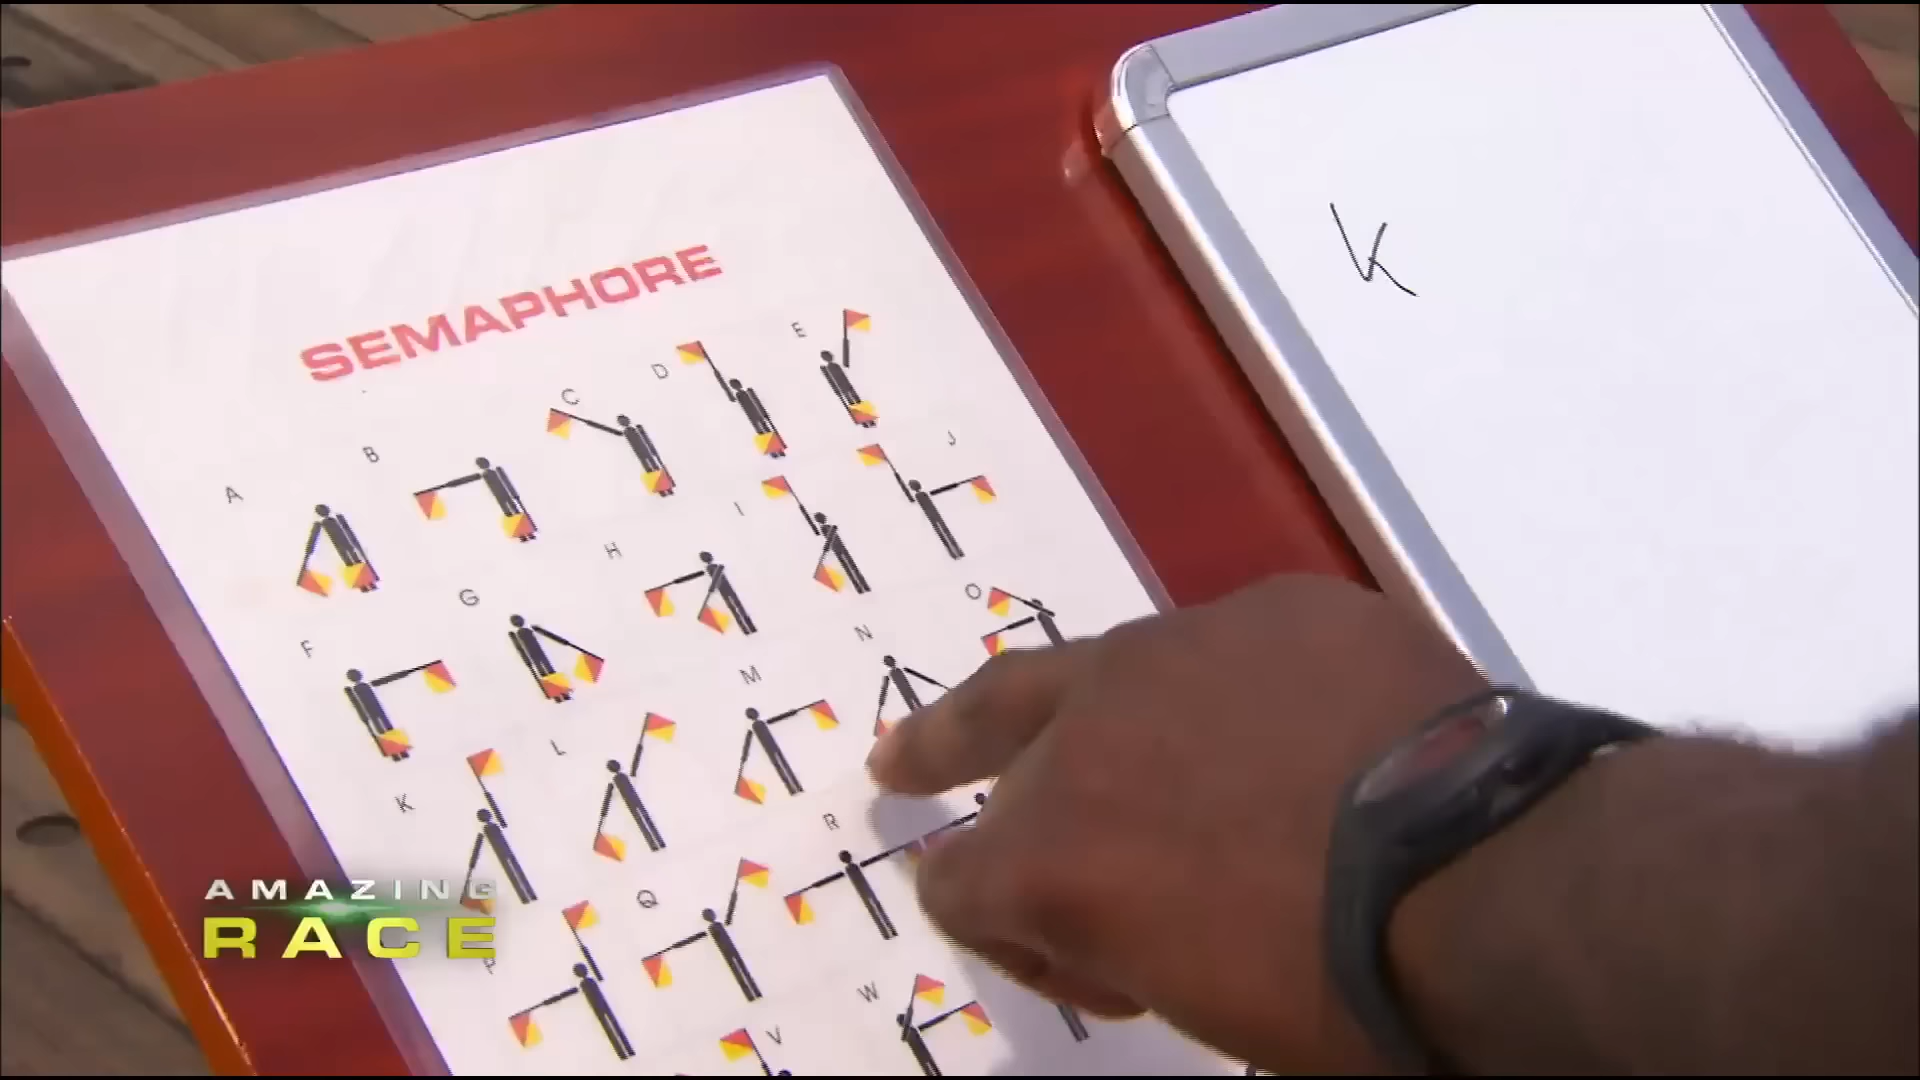 SEMAPHORE
A B C D E
F G H I J
K L M N O
P Q R
V W
K
AMAZING
RACE